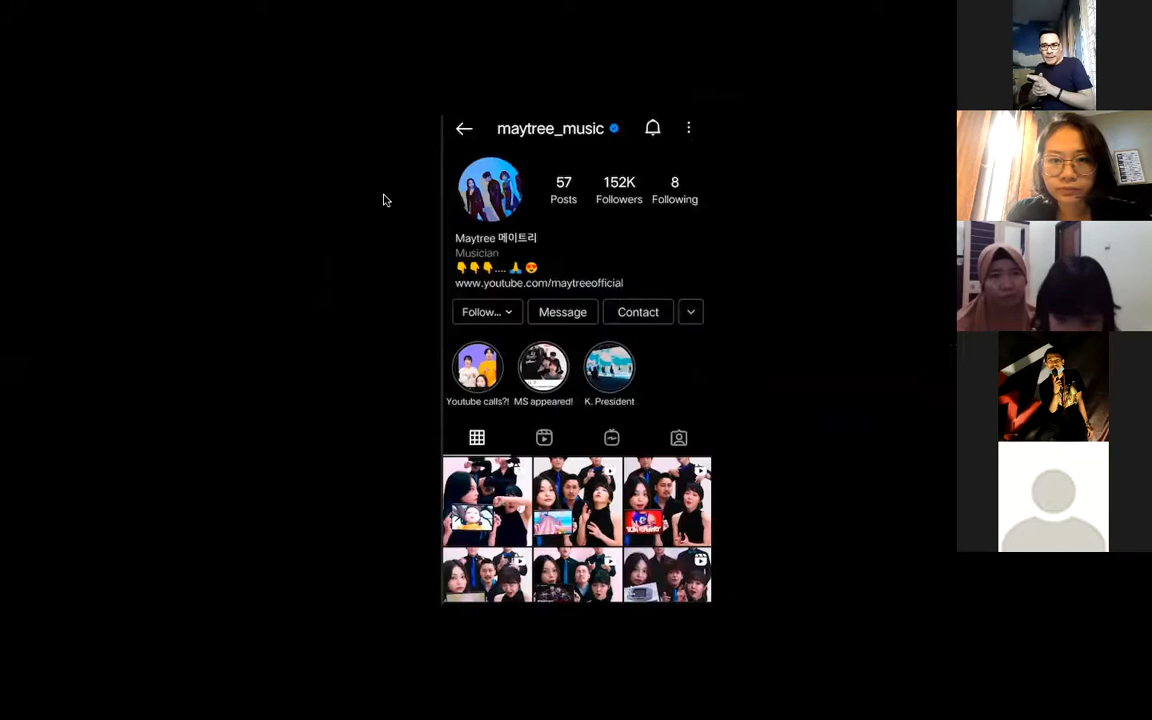 maytree_music
57 152K 8
Posts Followers Following
Maytree 메이트리
Musician
👇👇👇.... 🙏😍
www.youtube.com/maytreeofficial
Follow... Message Contact
Youtube calls?! MS appeared! K. President